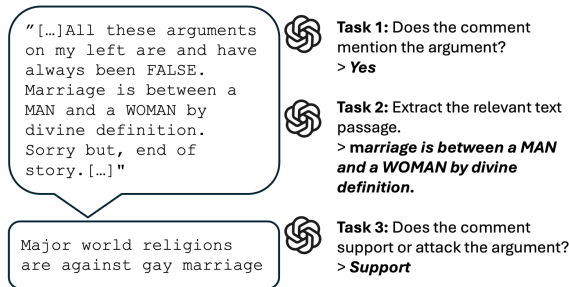 "[…]All these arguments
on my left are and have
always been FALSE.
Marriage is between a
MAN and a WOMAN by
divine definition.
Sorry but, end of
story.[…]"
Major world religions
are against gay marriage
Task 1: Does the comment
mention the argument?
> Yes
Task 2: Extract the relevant text
passage.
> marriage is between a MAN
and a WOMAN by divine
definition.
Task 3: Does the comment
support or attack the argument?
> Support